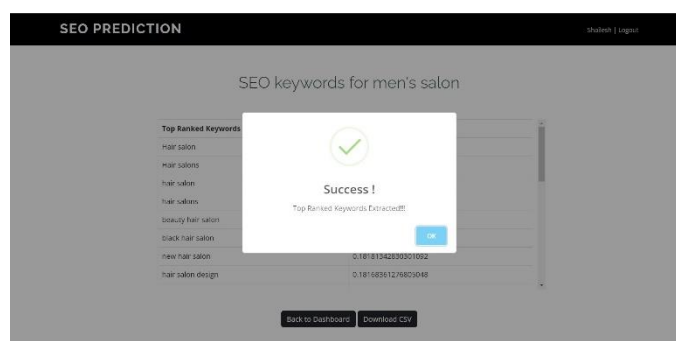 SEO PREDICTION
Shailesh | Logout
SEO keywords for men's salon
Top Ranked Keywords
Hair salon
Hair salons
hair salon
hair salons
beauty hair salon
black hair salon
new hair salon 0.18181342830301092
hair salon design 0.18168361276805048
Success !
Top Ranked Keywords Extracted!!!
OK
Back to Dashboard Download CSV